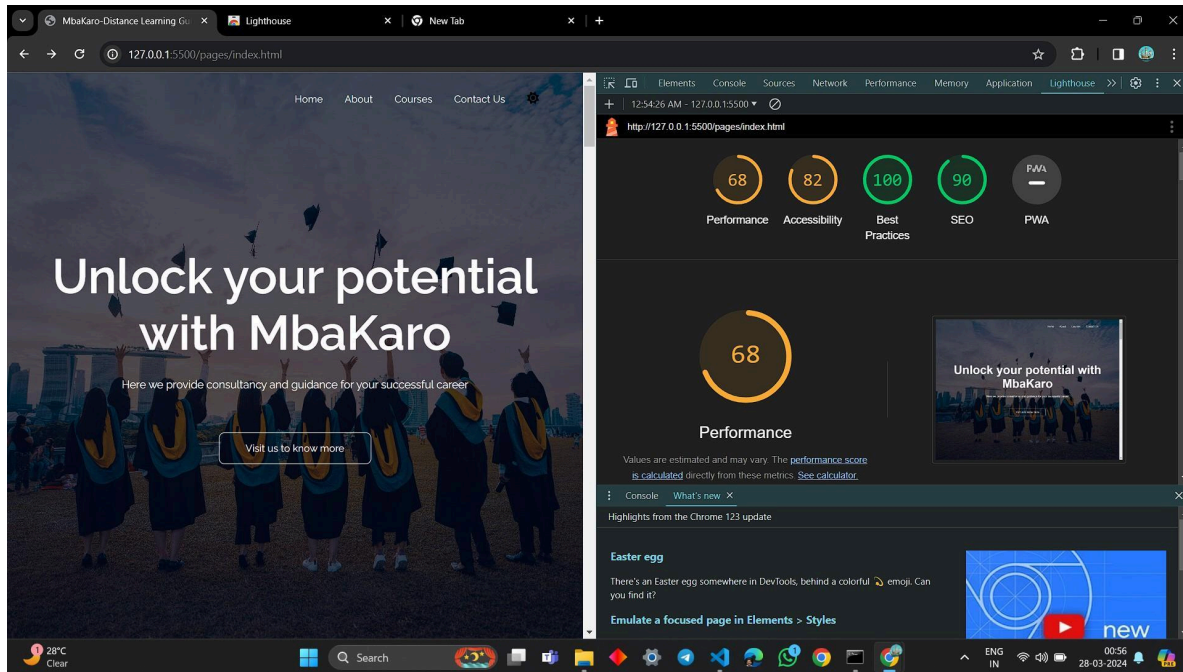 MbaKaro-Distance Learning Gu
Lighthouse
New Tab
127.0.0.1:5500/pages/index.html
Home About Courses Contact Us
Unlock your potential
with MbaKaro
Here we provide consultancy and guidance for your successful career
Visit us to know more
Elements Console Sources Network Performance Memory Application Lighthouse
12:54:26 AM - 127.0.0.1:5500
http://127.0.0.1:5500/pages/index.html
68 82 100 90 PWA
Performance Accessibility Best Practices SEO PWA
68
Performance
Values are estimated and may vary. The performance score
is calculated directly from these metrics. See calculator.
Unlock your potential with
MbaKaro
Console What's new
Highlights from the Chrome 123 update
Easter egg
There's an Easter egg somewhere in DevTools, behind a colorful 💫 emoji. Can
you find it?
Emulate a focused page in Elements > Styles
new
1
28°C
Clear
Search
1
ENG
IN
00:56
28-03-2024
PRE